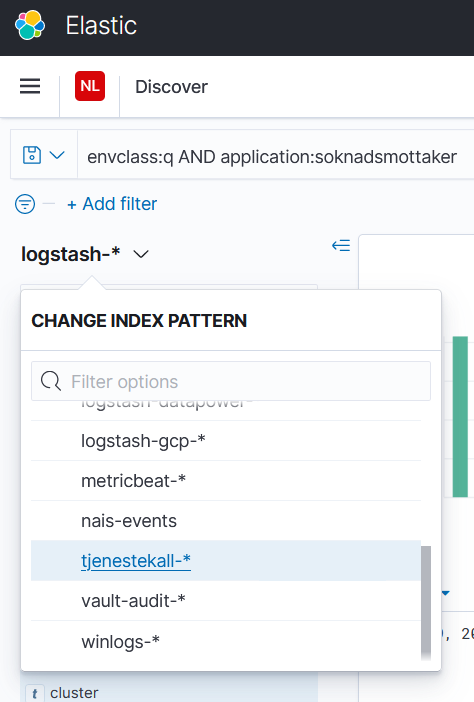 Elastic
NL
Discover
envclass:q AND application:soknadsmottaker
+ Add filter
logstash-*
CHANGE INDEX PATTERN
Filter options
logstash-datapower-
logstash-gcp-*
metricbeat-*
nais-events
tjenestekall-*
vault-audit-*
winlogs-*
t cluster